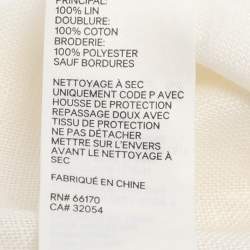 PRINCIPAL:
100% LIN
DOUBLURE:
100% COTON
BRODERIE:
100% POLYESTER
SAUF BORDURES
NETTOYAGE À SEC
UNIQUEMENT CODE P AVEC
HOUSSE DE PROTECTION
REPASSAGE DOUX AVEC
TISSU DE PROTECTION
NE PAS DÉTACHER
METTRE SUR L'ENVERS
AVANT LE NETTOYAGE À
SEC
FABRIQUÉ EN CHINE
RN# 66170
CA# 32054